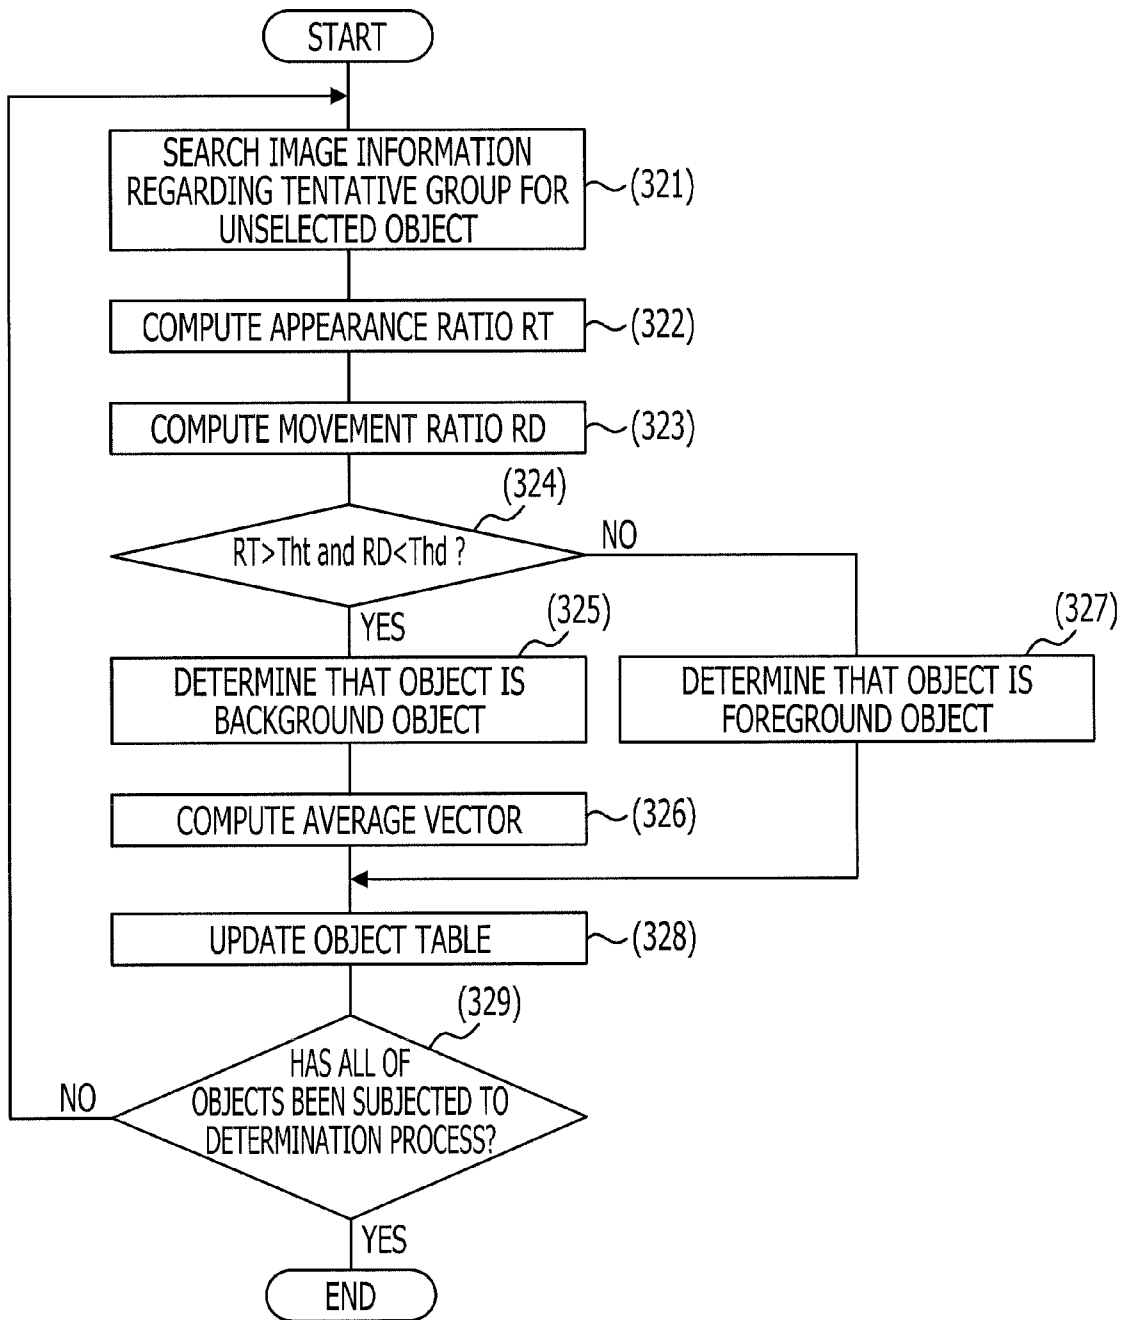 START
SEARCH IMAGE INFORMATION
REGARDING TENTATIVE GROUP FOR
UNSELECTED OBJECT
(321)
COMPUTE APPEARANCE RATIO RT
(322)
COMPUTE MOVEMENT RATIO RD
(323)
(324)
RT>Tht and RD<Thd ?
NO
YES
(325)
DETERMINE THAT OBJECT IS
BACKGROUND OBJECT
(327)
DETERMINE THAT OBJECT IS
FOREGROUND OBJECT
COMPUTE AVERAGE VECTOR
(326)
UPDATE OBJECT TABLE
(328)
(329)
HAS ALL OF
OBJECTS BEEN SUBJECTED TO
DETERMINATION PROCESS?
NO
YES
END